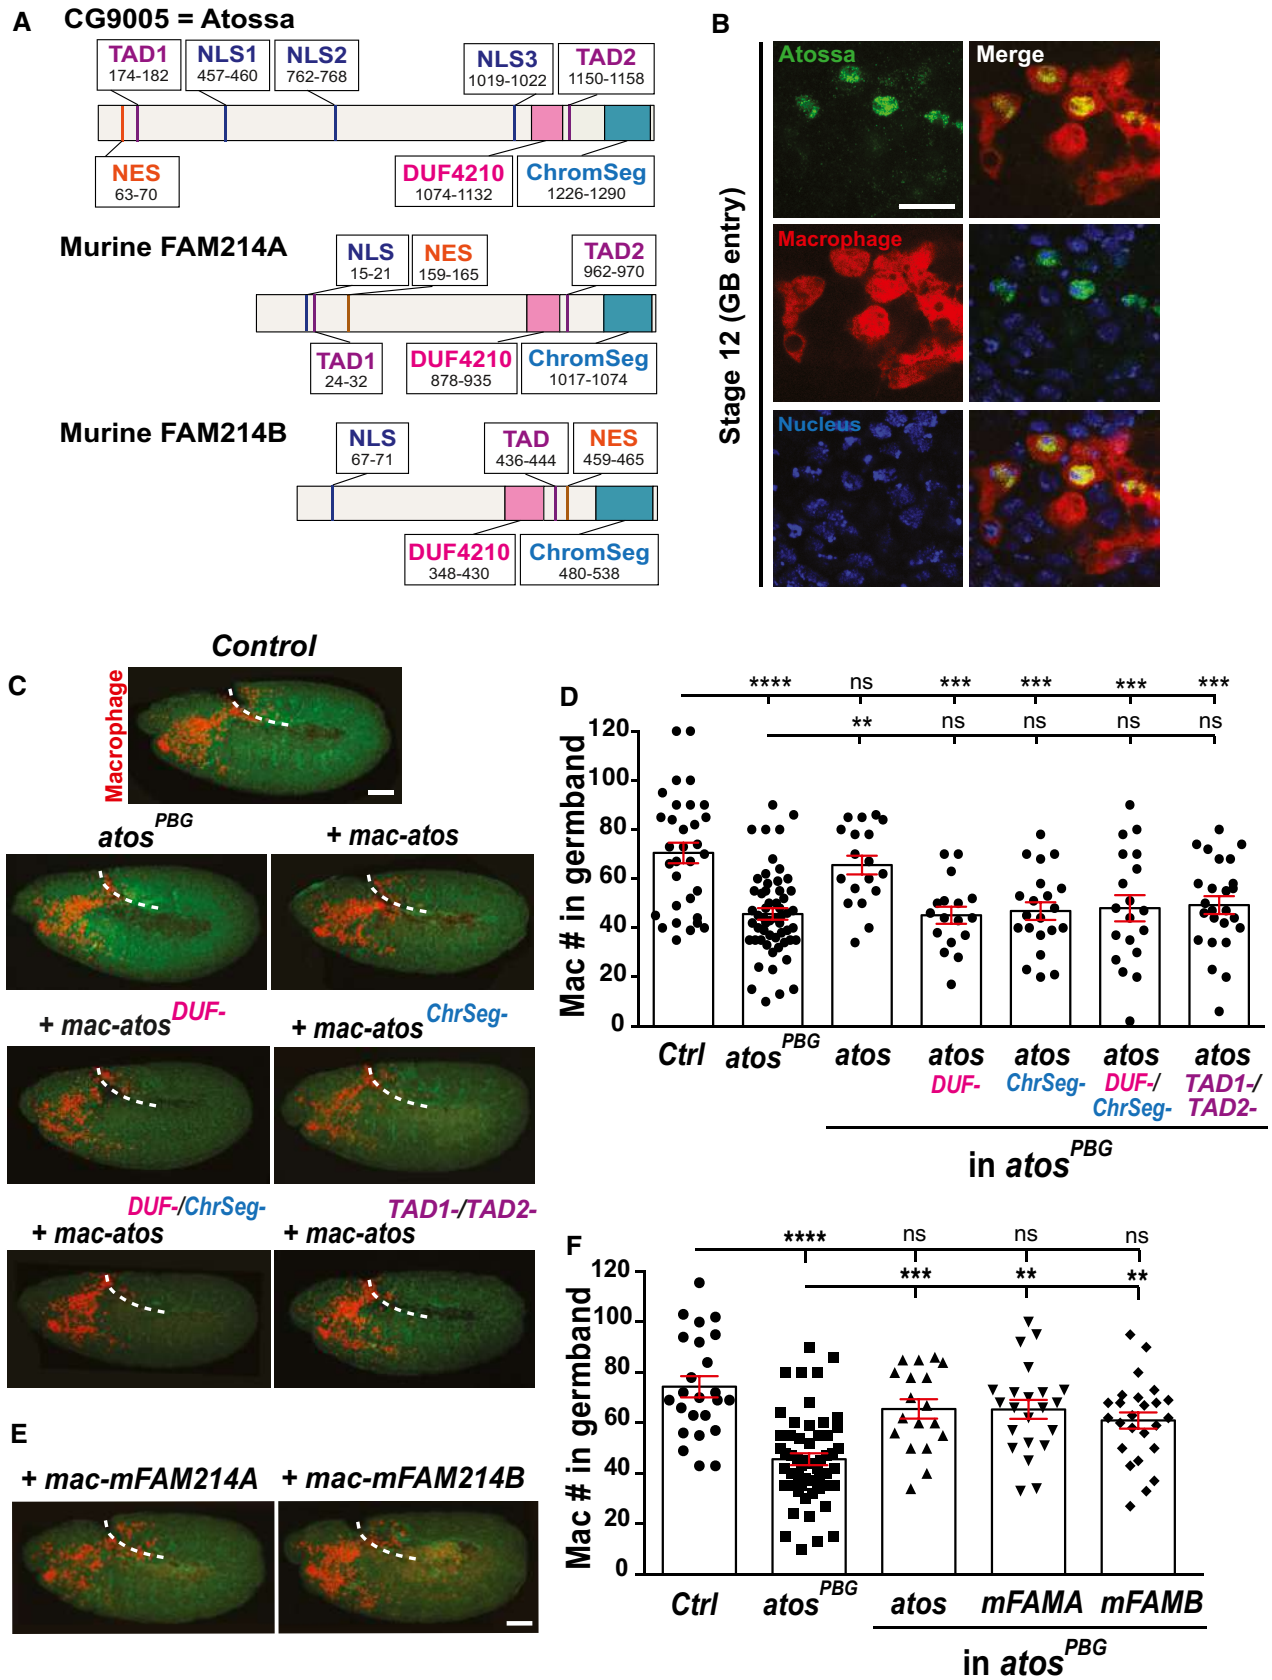 A
CG9005 = Atossa
TAD1
174-182
NLS1
457-460
NLS2
762-768
NLS3
1019-1022
TAD2
1150-1158
NES
63-70
DUF4210
1074-1132
ChromSeg
1226-1290
Murine FAM214A
NLS
15-21
NES
159-165
TAD2
962-970
TAD1
24-32
DUF4210
878-935
ChromSeg
1017-1074
Murine FAM214B
NLS
67-71
TAD
436-444
NES
459-465
DUF4210
348-430
ChromSeg
480-538
B
Stage 12 (GB entry)
Atossa
Merge
Macrophage
Nucleus
C
Control
Macrophage
atos PBG
+ mac-atos
+ mac-atos DUF-
+ mac-atos ChrSeg-
DUF-/ChrSeg-
+ mac-atos
TAD1-/TAD2-
+ mac-atos
D
**** ns *** *** *** ***
** ns ns ns ns
Mac # in germband
120
100
80
60
40
20
0
Ctrl
atos PBG
atos
atos DUF-
atos ChrSeg-
atos DUF-/ChrSeg-
atos TAD1-/TAD2-
in atos PBG
E
+ mac-mFAM214A
+ mac-mFAM214B
F
**** ns ns ns
*** ** **
Mac # in germband
120
100
80
60
40
20
0
Ctrl
atos PBG
atos
mFAMA
mFAMB
in atos PBG